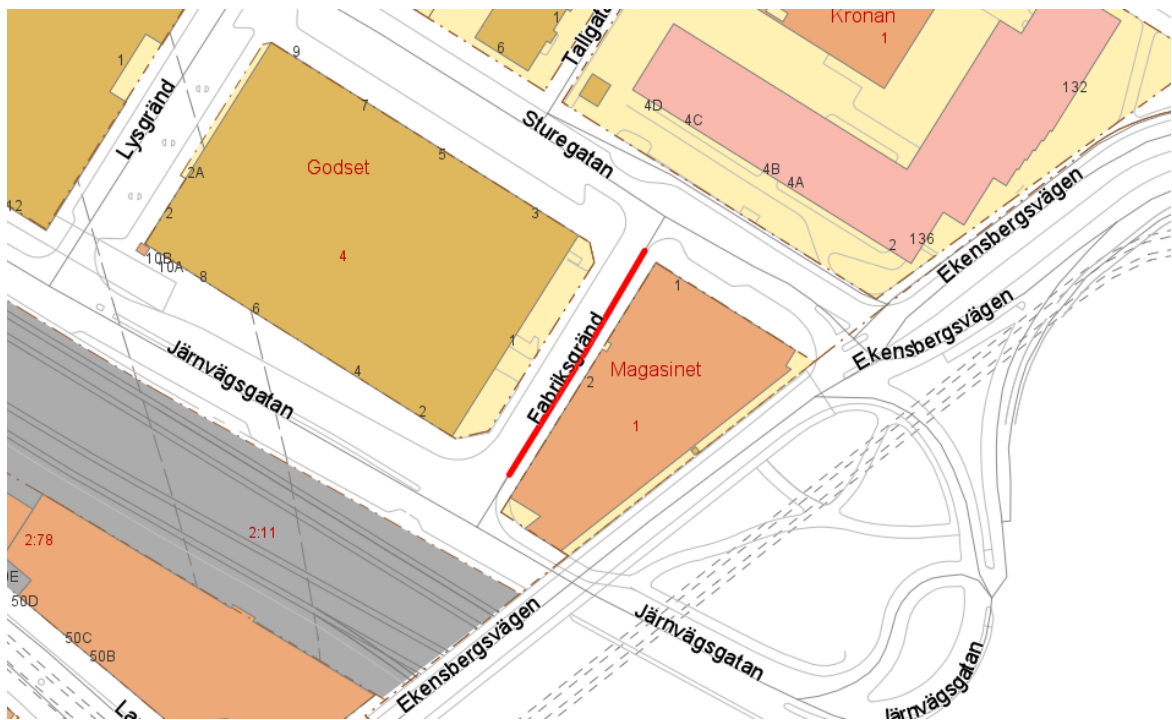 Kronan
1
1
6
Tallgata
1
9
132
Lysgränd
7
4D
4C
Sturegatan
5
4B
4A
Godset
2A
3
2
136
2
12
Ekensbergsvägen
10B
10A
4
8
1
6
Ekensbergsvägen
Fabriksgränd
1
Magasinet
Järnvägsgatan
4
2
2
1
2:11
2:78
50D
50C
50B
Järnvägsgatan
Ekensbergsvägen
Järnvägsgatan